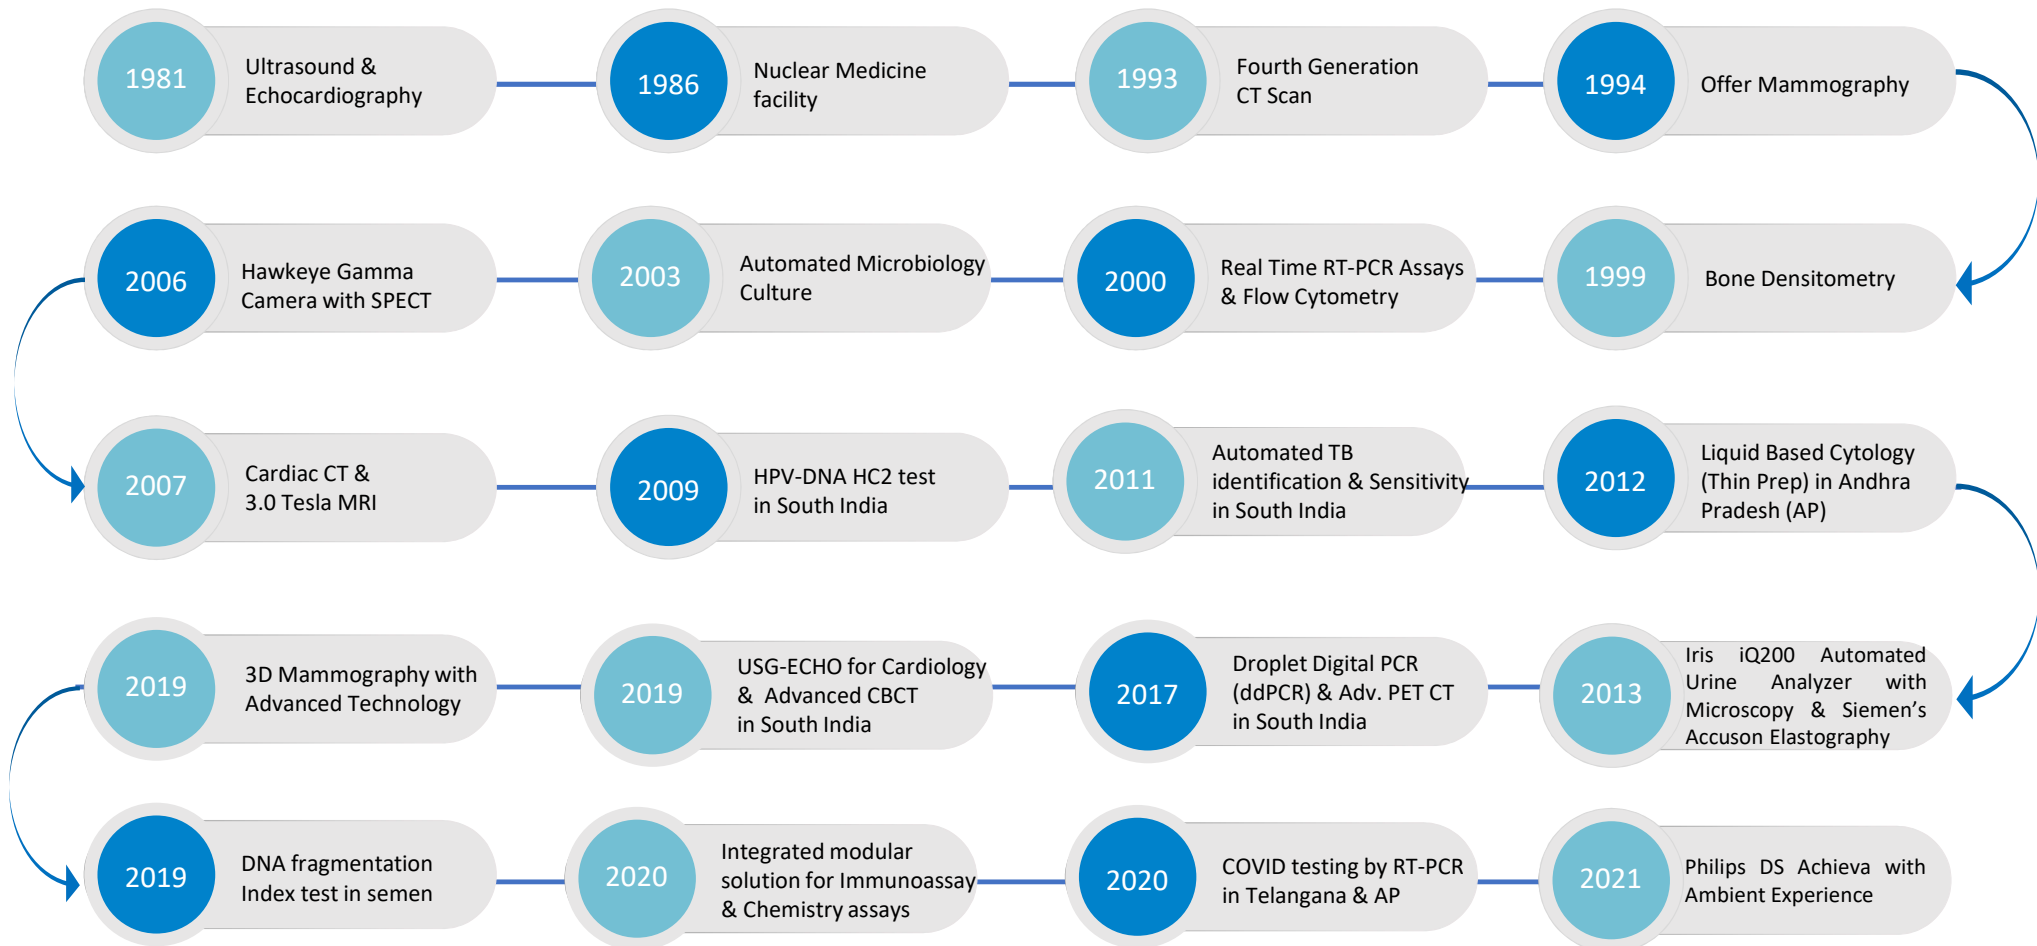 1981
Ultrasound &
Echocardiography
1986
Nuclear Medicine
facility
1993
Fourth Generation
CT Scan
1994
Offer Mammography
2006
Hawkeye Gamma
Camera with SPECT
2003
Automated Microbiology
Culture
2000
Real Time RT-PCR Assays
& Flow Cytometry
1999
Bone Densitometry
2007
Cardiac CT &
3.0 Tesla MRI
2009
HPV-DNA HC2 test
in South India
2011
Automated TB
identification & Sensitivity
in South India
2012
Liquid Based Cytology
(Thin Prep) in Andhra
Pradesh (AP)
2019
3D Mammography with
Advanced Technology
2019
USG-ECHO for Cardiology
& Advanced CBCT
in South India
2017
Droplet Digital PCR
(ddPCR) & Adv. PET CT
in South India
2013
Iris iQ200 Automated
Urine Analyzer with
Microscopy & Siemen's
Accuson Elastography
2019
DNA fragmentation
Index test in semen
2020
Integrated modular
solution for Immunoassay
& Chemistry assays
2020
COVID testing by RT-PCR
in Telangana & AP
2021
Philips DS Achieva with
Ambient Experience